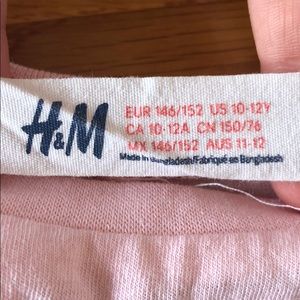 H&M
EUR 146/152 US 10-12Y
CA 10-12A CN 150/76
MX 146/152 AUS 11-12
Made in Bangladesh/Fabriqué en Bangladesh